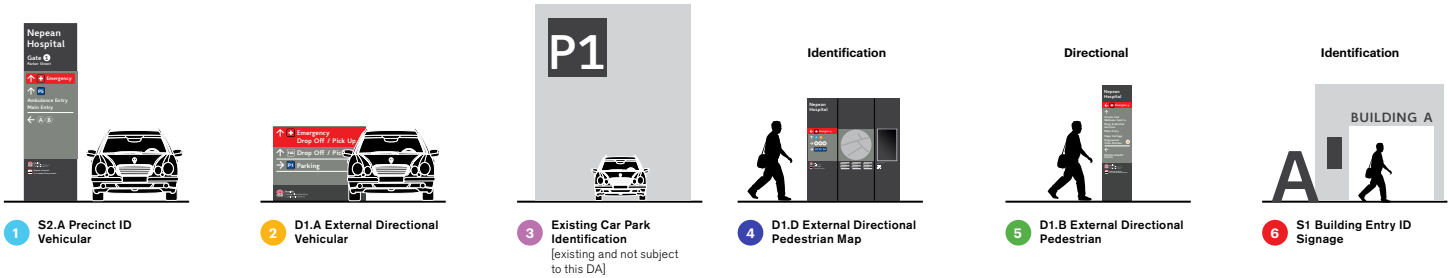 Nepean
Hospital
Gate 1
Parker Street
Emergency
P5
Ambulance Entry
Main Entry
A B
1
S2.A Precinct ID
Vehicular
Emergency
Drop Off / Pick Up
Drop Off / Pick
P1 Parking
2
D1.A External Directional
Vehicular
P1
3
Existing Car Park
Identification
[existing and not subject
to this DA]
Identification
Nepean
Hospital
Emergency
4
D1.D External Directional
Pedestrian Map
Directional
Nepean
Hospital
Emergency
5
D1.B External Directional
Pedestrian
Identification
BUILDING A
A
6
S1 Building Entry ID
Signage